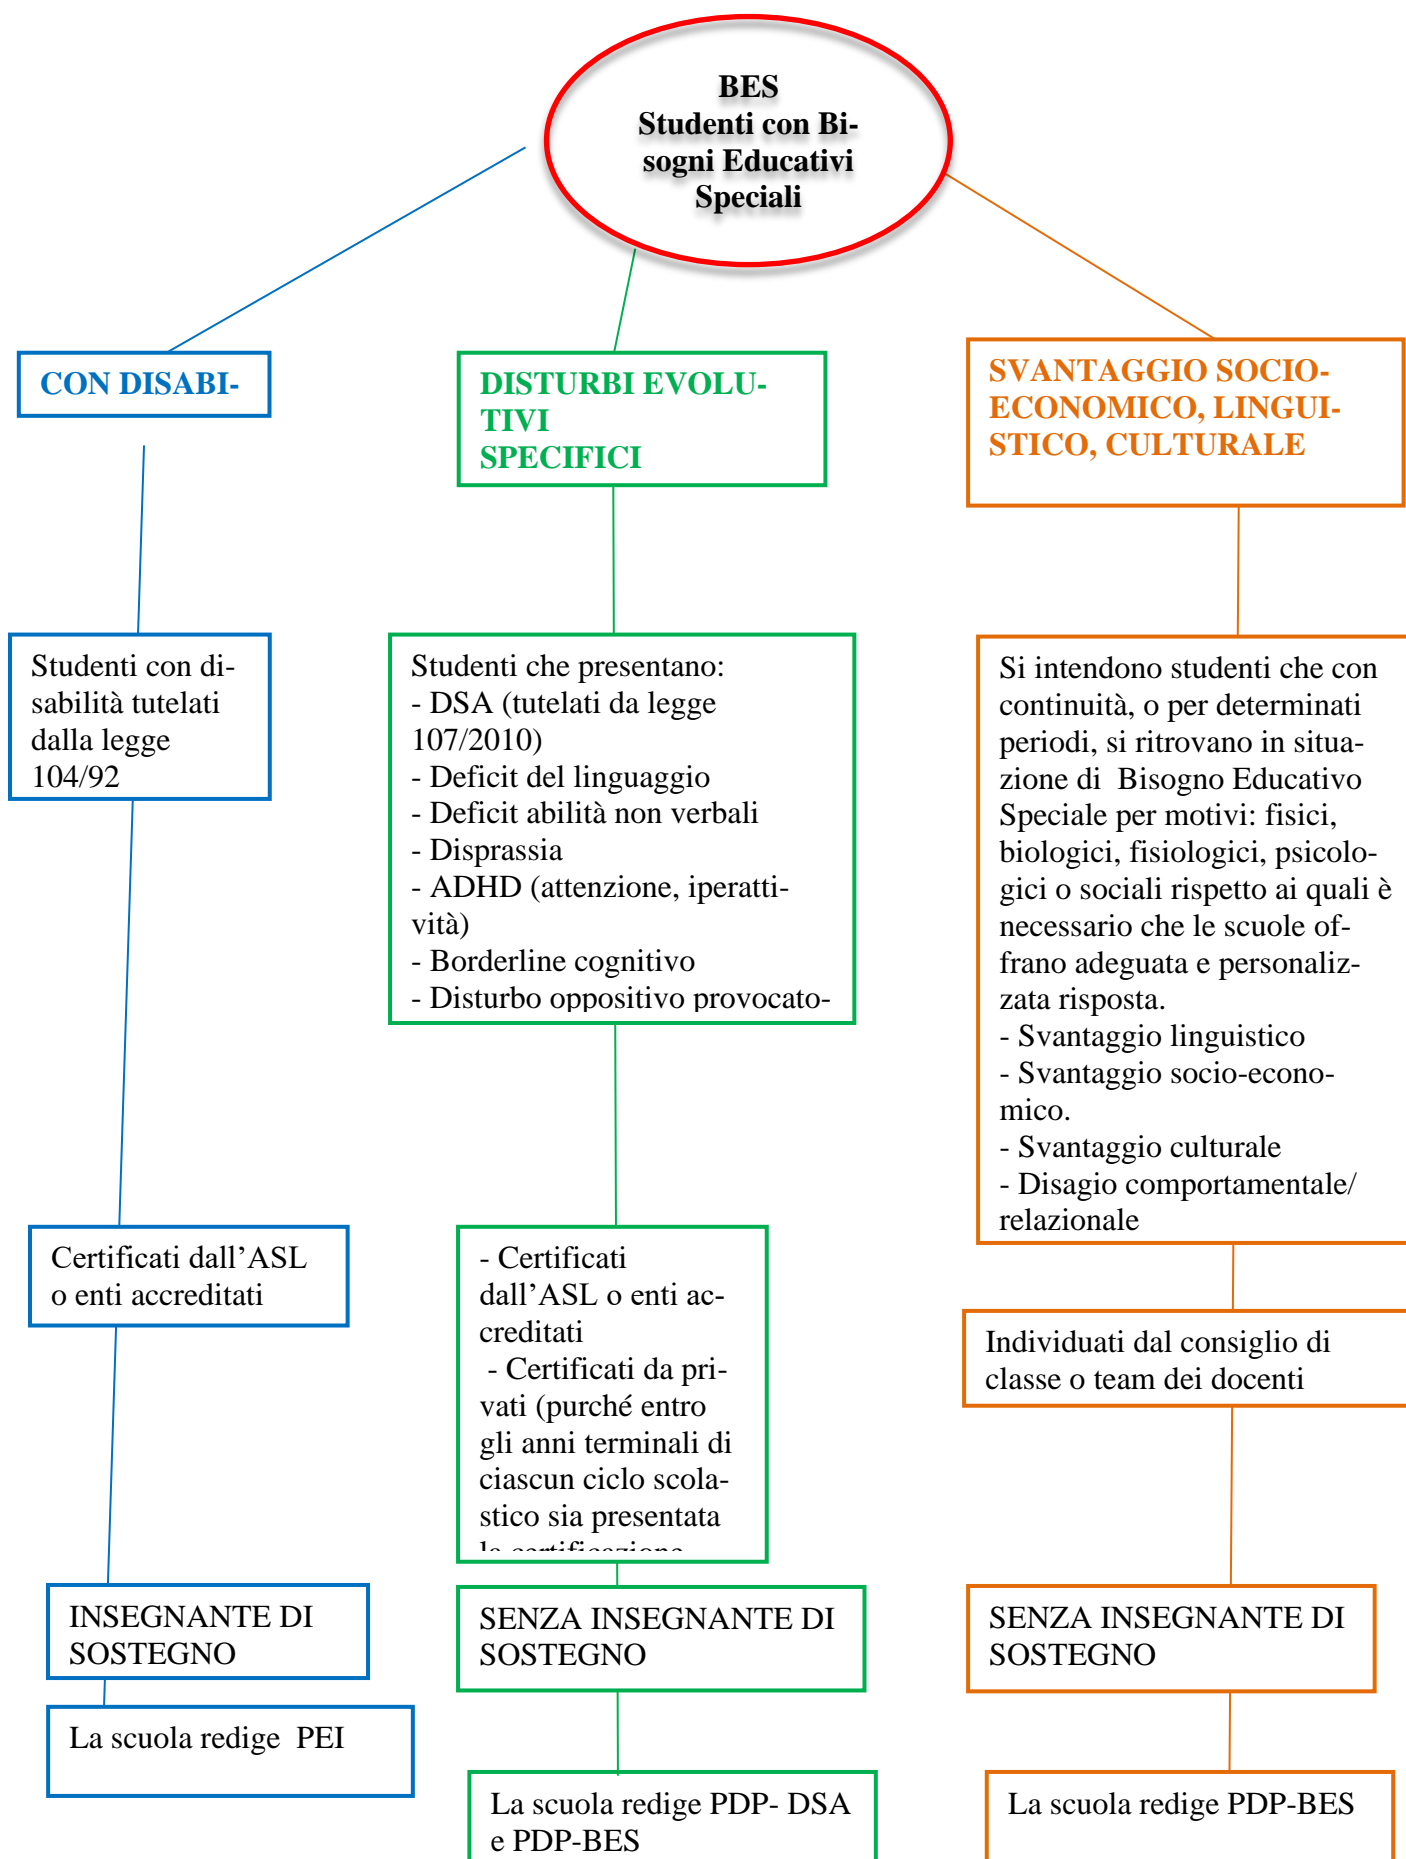 BES
Studenti con Bi-
sogni Educativi
Speciali
CON DISABI-
DISTURBI EVOLU-
TIVI
SPECIFICI
SVANTAGGIO SOCIO-
ECONOMICO, LINGUI-
STICO, CULTURALE
Studenti con di-
sabilità tutelati
dalla legge
104/92
Studenti che presentano:
- DSA (tutelati da legge
107/2010)
- Deficit del linguaggio
- Deficit abilità non verbali
- Disprassia
- ADHD (attenzione, iperatti-
vità)
- Borderline cognitivo
- Disturbo oppositivo provocato-
Si intendono studenti che con
continuità, o per determinati
periodi, si ritrovano in situa-
zione di  Bisogno Educativo
Speciale per motivi: fisici,
biologici, fisiologici, psicolo-
gici o sociali rispetto ai quali è
necessario che le scuole of-
frano adeguata e personaliz-
zata risposta.
- Svantaggio linguistico
- Svantaggio socio-econo-
mico.
- Svantaggio culturale
- Disagio comportamentale/
relazionale
Certificati dall’ASL
o enti accreditati
- Certificati
dall’ASL o enti ac-
creditati
- Certificati da pri-
vati (purché entro
gli anni terminali di
ciascun ciclo scola-
stico sia presentata
la certificazione
Individuati dal consiglio di
classe o team dei docenti
INSEGNANTE DI
SOSTEGNO
SENZA INSEGNANTE DI
SOSTEGNO
SENZA INSEGNANTE DI
SOSTEGNO
La scuola redige  PEI
La scuola redige PDP- DSA
e PDP-BES
La scuola redige PDP-BES